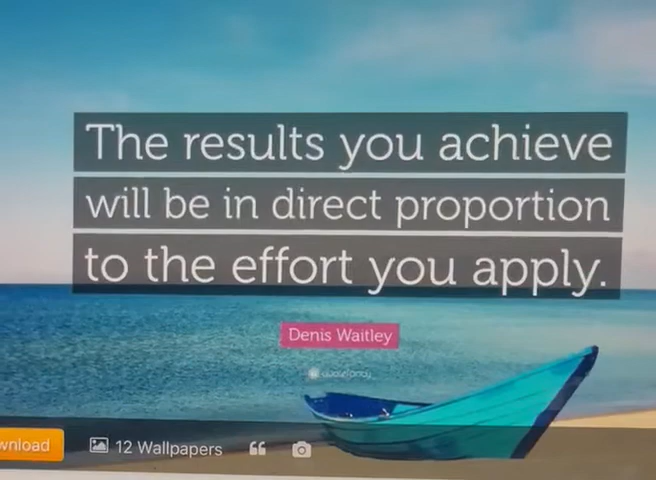 The results you achieve
will be in direct proportion
to the effort you apply.
Denis Waitley
wnload
12 Wallpapers